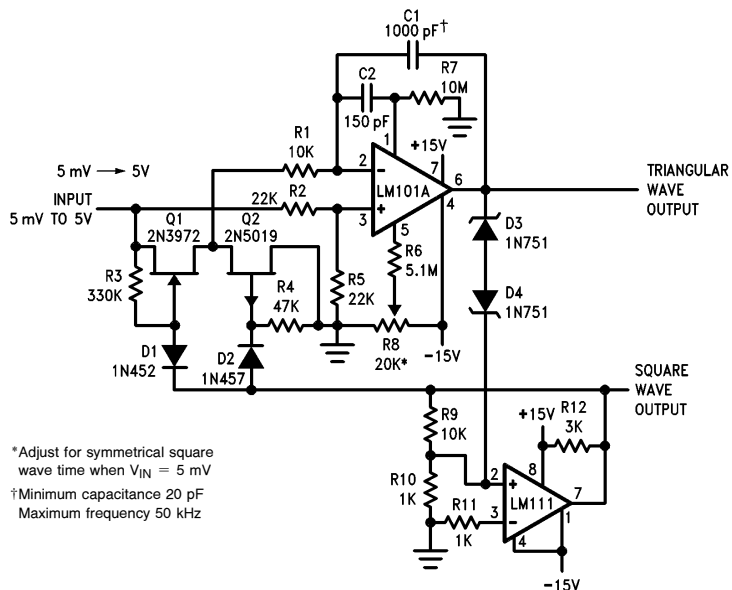 C1
1000 pF†
C2
150 pF
R7
10M
R1
10K
1
+15V
7
5 mV → 5V
2
−
LM101A
6
TRIANGULAR
WAVE
OUTPUT
INPUT
5 mV TO 5V
22K
R2
3
+
4
5
Q1
2N3972
Q2
2N5019
R6
5.1M
D3
1N751
R3
330K
R4
47K
R5
22K
D4
1N751
R8
20K*
−15V
D1
1N452
D2
1N457
SQUARE
WAVE
OUTPUT
R9
10K
+15V
R12
3K
*Adjust for symmetrical square
wave time when VIN = 5 mV
†Minimum capacitance 20 pF
Maximum frequency 50 kHz
R10
1K
R11
1K
2
+
8
LM111
7
3
−
1
4
−15V